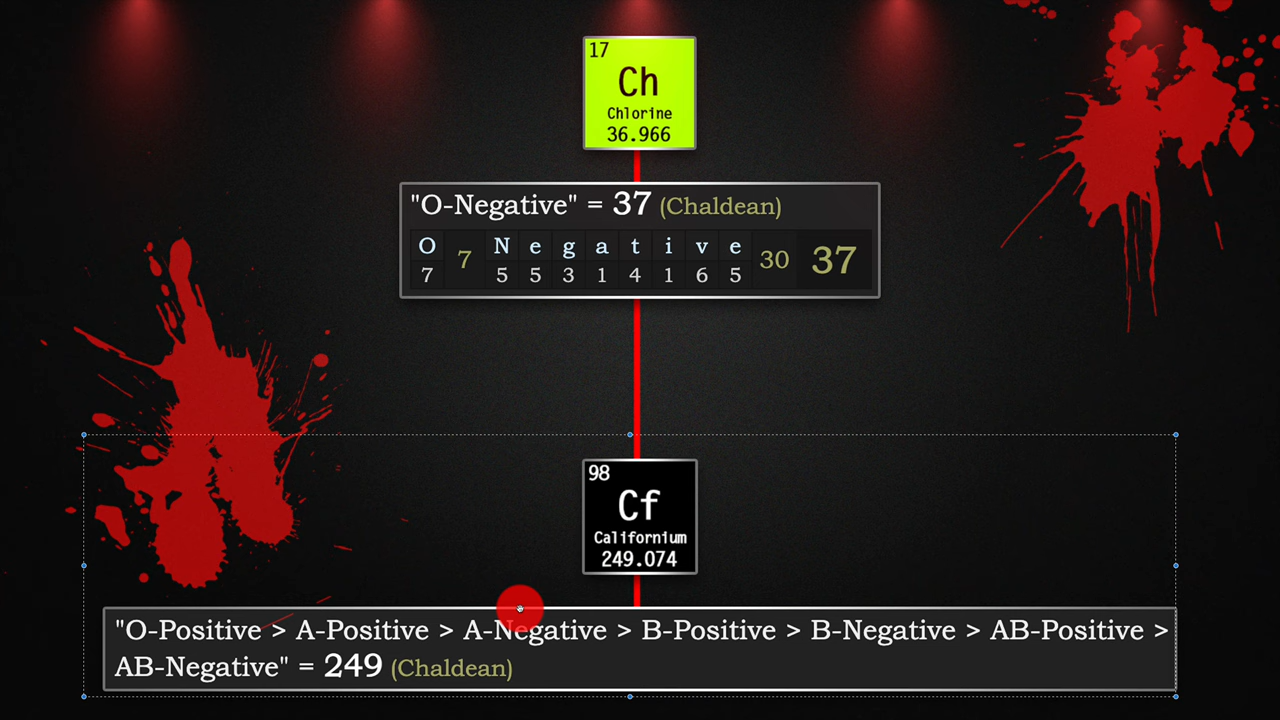 17
Ch
Chlorine
36.966
"O-Negative" = 37 (Chaldean)
O 7 N e g a t i v e 30 37
7 5 5 3 1 4 1 6 5
98
Cf
Californium
249.074
"O-Positive > A-Positive > A-Negative > B-Positive > B-Negative > AB-Positive >
AB-Negative" = 249 (Chaldean)